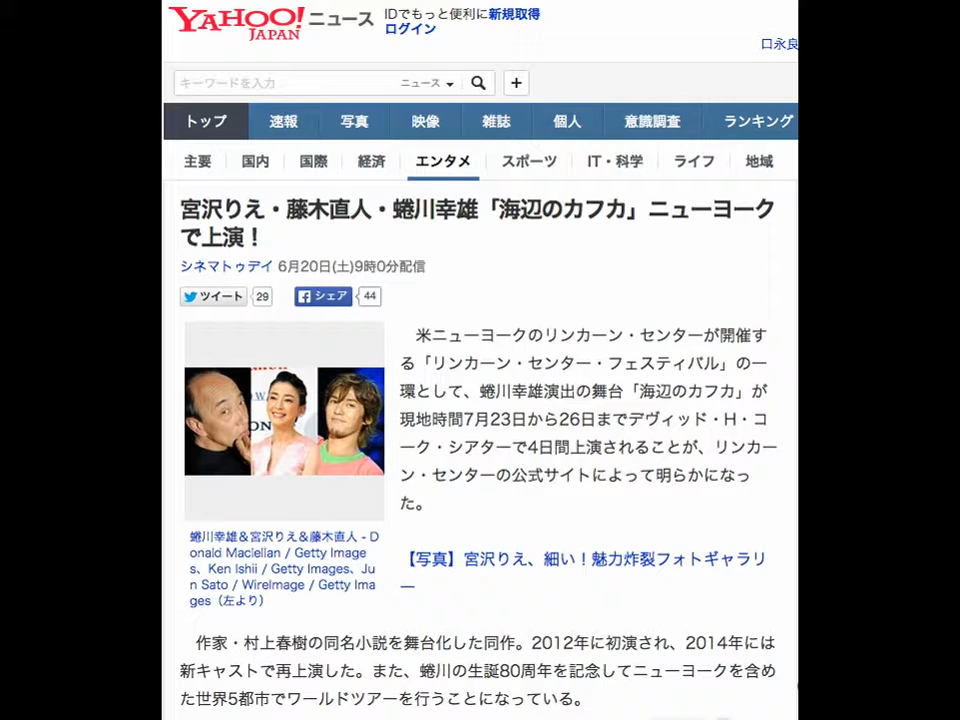 YAHOO! JAPAN ニュース IDでもっと便利に新規取得
ログイン
口永良
キーワードを入力 ニュース
トップ 速報 写真 映像 雑誌 個人 意識調査 ランキング
主要 国内 国際 経済 エンタメ スポーツ IT・科学 ライフ 地域
宮沢りえ・藤木直人・蜷川幸雄「海辺のカフカ」ニューヨーク
で上演！
シネマトゥデイ 6月20日(土)9時0分配信
ツイート 29 シェア 44
米ニューヨークのリンカーン・センターが開催す
る「リンカーン・センター・フェスティバル」の一
環として、蜷川幸雄演出の舞台「海辺のカフカ」が
現地時間7月23日から26日までデヴィッド・H・コ
ーク・シアターで4日間上演されることが、リンカー
ン・センターの公式サイトによって明らかになっ
た。
蜷川幸雄＆宮沢りえ＆藤木直人 - D
onald Maclellan / Getty Image
s、Ken Ishii / Getty Images、Ju
n Sato / WireImage / Getty Ima
ges（左より）
【写真】宮沢りえ、細い！魅力炸裂フォトギャラリ
ー
作家・村上春樹の同名小説を舞台化した同作。2012年に初演され、2014年には
新キャストで再上演した。また、蜷川の生誕80周年を記念してニューヨークを含め
た世界5都市でワールドツアーを行うことになっている。